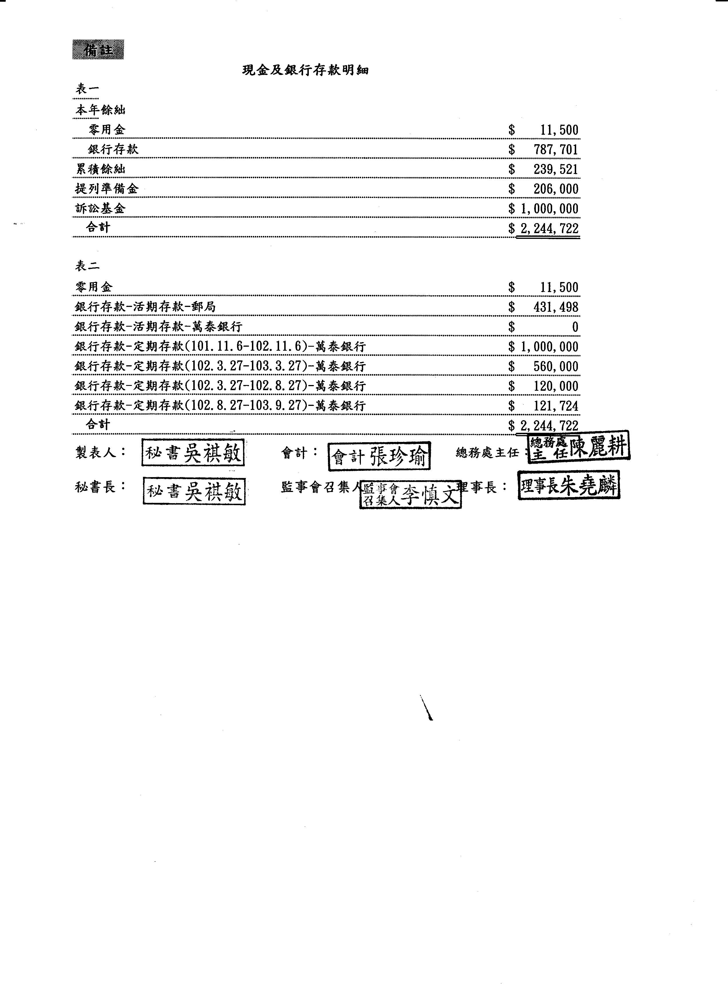 備註
現金及銀行存款明細
表一
本年餘絀
零用金 $ 11,500
銀行存款 $ 787,701
累積餘絀 $ 239,521
提列準備金 $ 206,000
訴訟基金 $ 1,000,000
合計 $ 2,244,722
表二
零用金 $ 11,500
銀行存款-活期存款-郵局 $ 431,498
銀行存款-活期存款-萬泰銀行 $ 0
銀行存款-定期存款(101.11.6-102.11.6)-萬泰銀行 $ 1,000,000
銀行存款-定期存款(102.3.27-103.3.27)-萬泰銀行 $ 560,000
銀行存款-定期存款(102.3.27-102.8.27)-萬泰銀行 $ 120,000
銀行存款-定期存款(102.8.27-103.9.27)-萬泰銀行 $ 121,724
合計 $ 2,244,722
製表人： 秘書吳祺敏 會計： 會計張珍瑜 總務處主任： 總務處主任陳麗耕
秘書長： 秘書吳祺敏 監事會召集人 監事會召集人李慎文 理事長： 理事長朱堯麟